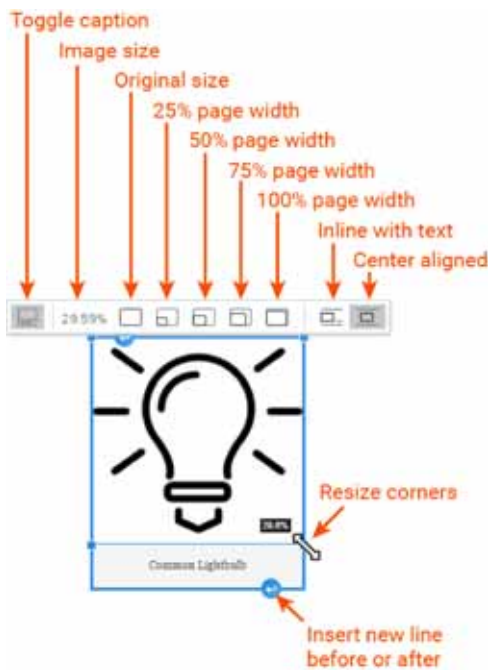 Toggle caption
Image size
Original size
25% page width
50% page width
75% page width
100% page width
Inline with text
Center aligned
29.59%
Resize corners
Common Lightbulb
Insert new line
before or after